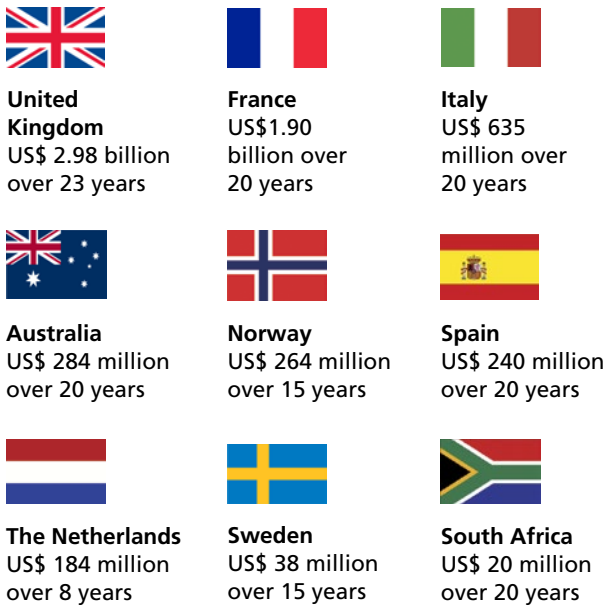 United
Kingdom
US$ 2.98 billion
over 23 years
France
US$1.90
billion over
20 years
Italy
US$ 635
million over
20 years
Australia
US$ 284 million
over 20 years
Norway
US$ 264 million
over 15 years
Spain
US$ 240 million
over 20 years
The Netherlands
US$ 184 million
over 8 years
Sweden
US$ 38 million
over 15 years
South Africa
US$ 20 million
over 20 years